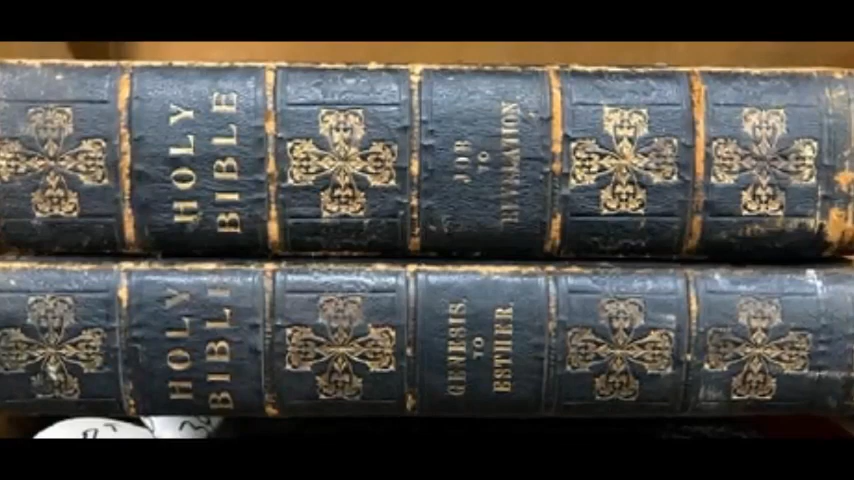 HOLY
BIBLE
JOB
TO
REVELATION
HOLY
BIBLE
GENESIS.
TO
ESTHER.